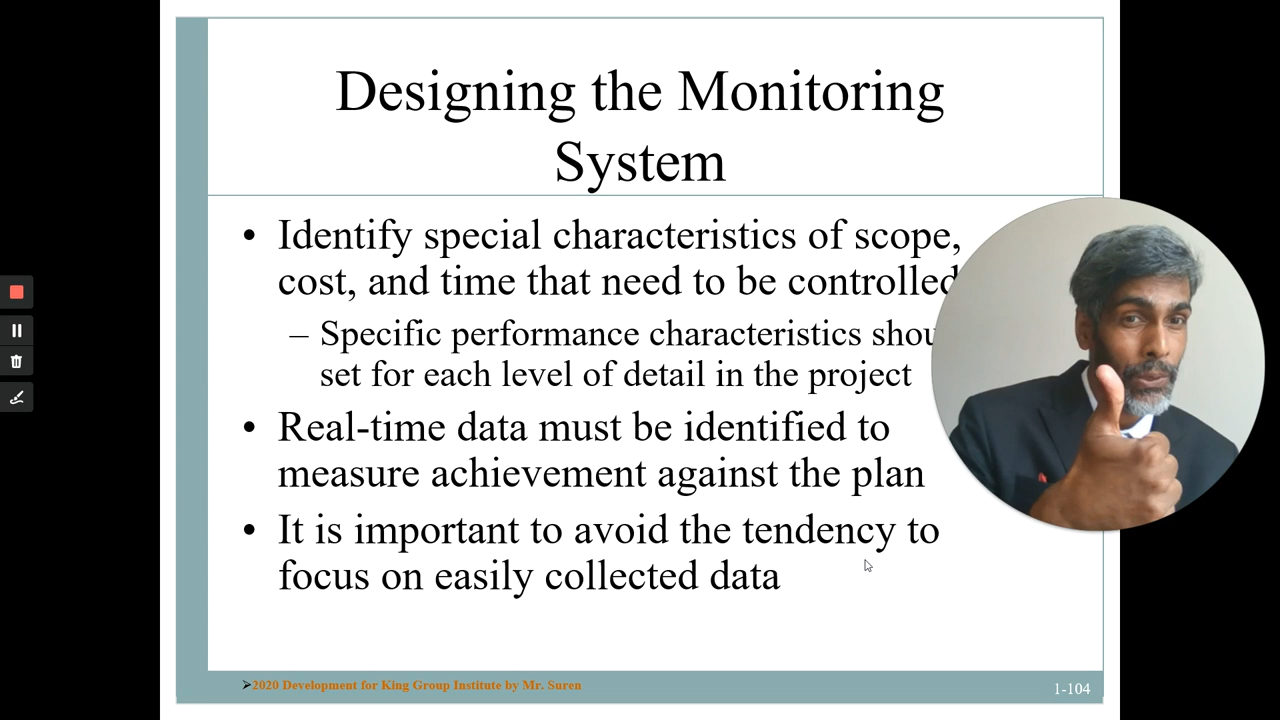 Designing the Monitoring
System
• Identify special characteristics of scope,
cost, and time that need to be controlled
– Specific performance characteristics
set for each level of detail in the project
• Real-time data must be identified to
measure achievement against the plan
• It is important to avoid the tendency to
focus on easily collected data
➢2020 Development for King Group Institute by Mr. Suren
1-104